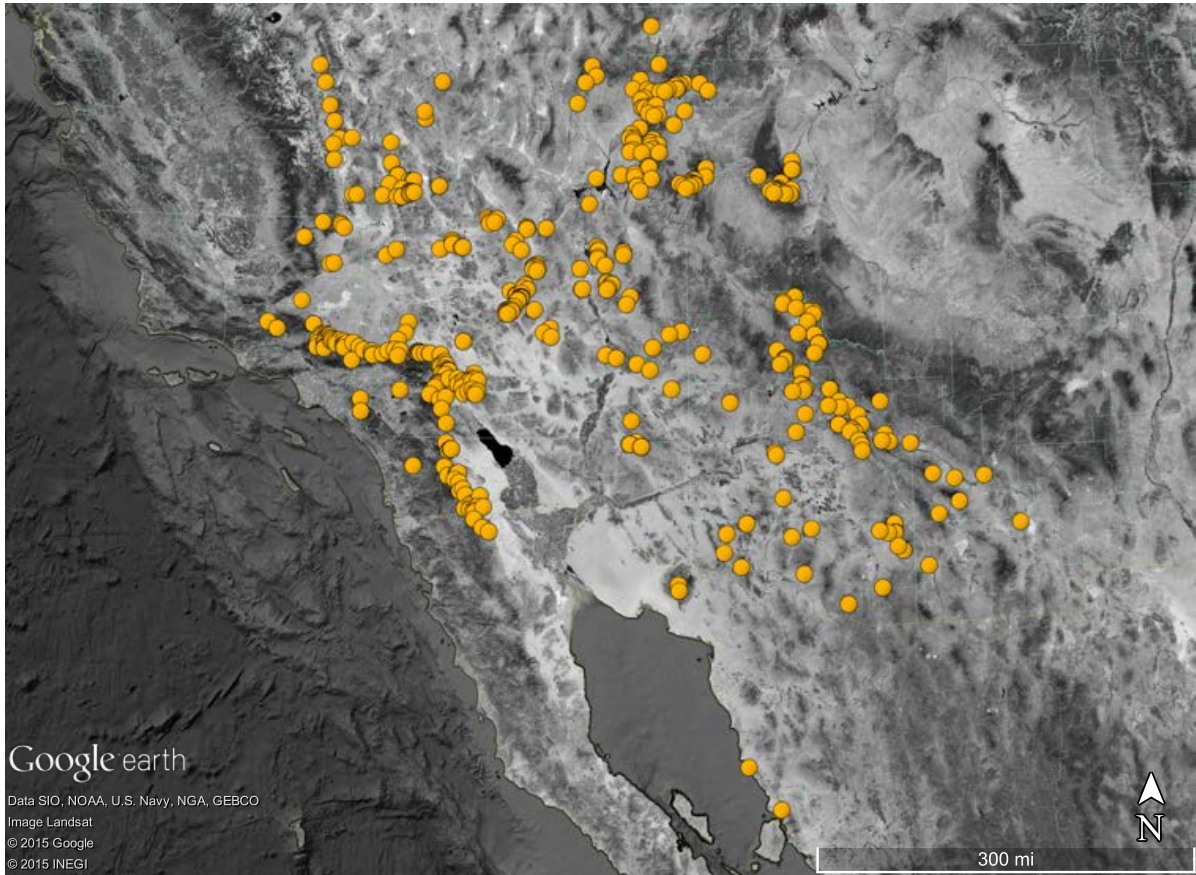 Google earth
Data SIO, NOAA, U.S. Navy, NGA, GEBCO
Image Landsat
© 2015 Google
© 2015 INEGI
N
300 mi